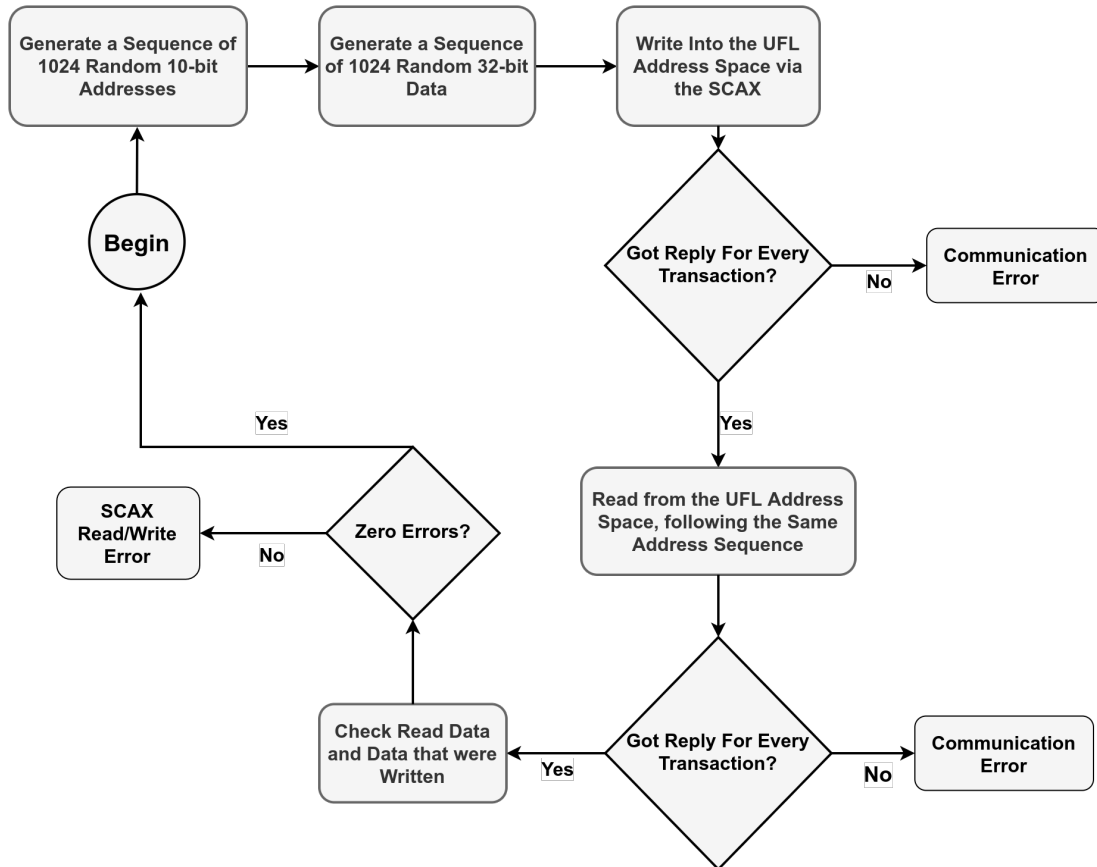 Generate a Sequence of
1024 Random 10-bit
Addresses
Generate a Sequence
of 1024 Random 32-bit
Data
Write Into the UFL
Address Space via
the SCAX
Begin
Got Reply For Every
Transaction?
No
Communication
Error
Yes
Read from the UFL Address
Space, following the Same
Address Sequence
Got Reply For Every
Transaction?
No
Communication
Error
Yes
Check Read Data
and Data that were
Written
Zero Errors?
No
SCAX
Read/Write
Error
Yes